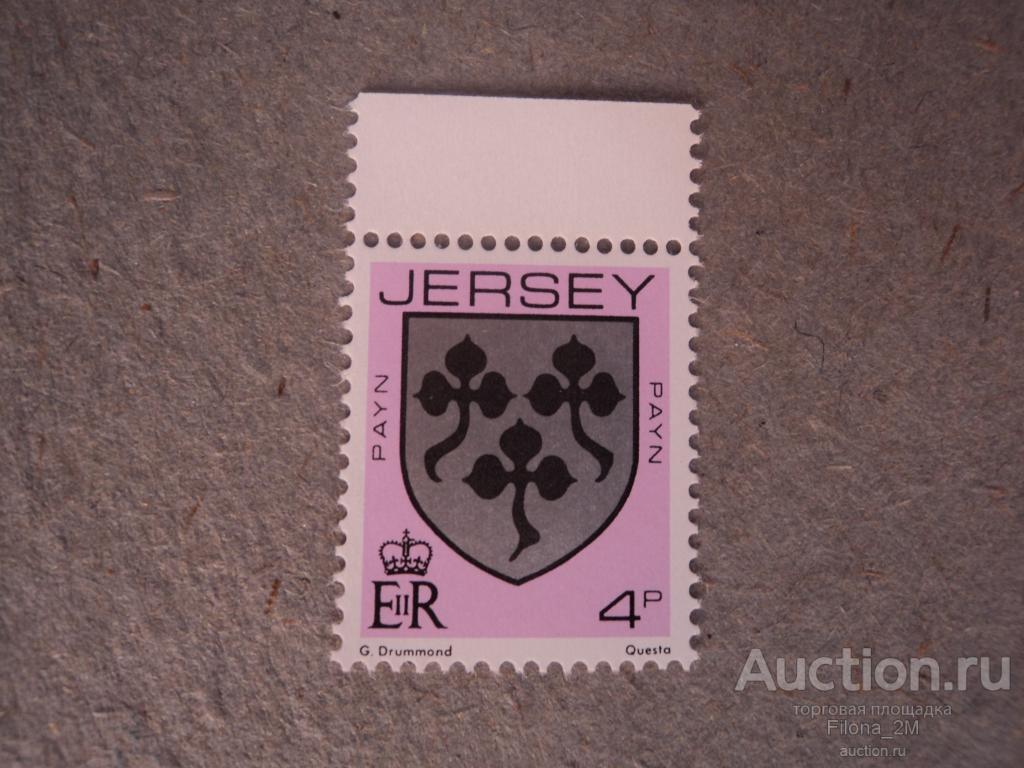 JERSEY
PAYN
PAYN
EIIR
4P
G. Drummond
Questa
Auction.ru
торговая площадка
Filona_2M
auction.ru